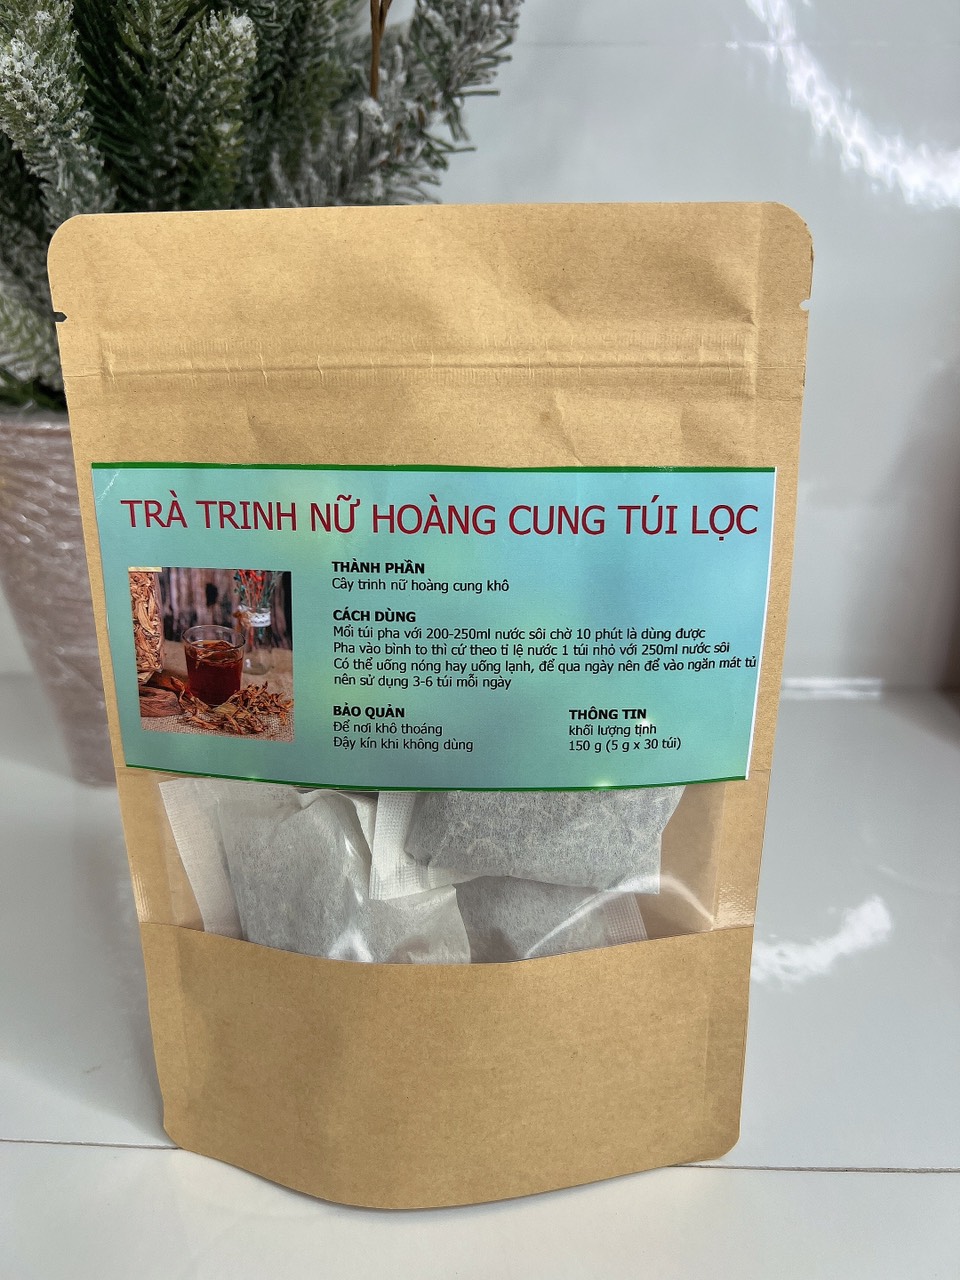 TRÀ TRINH NỮ HOÀNG CUNG TÚI LỌC
THÀNH PHẦN
Cây trinh nữ hoàng cung khô
CÁCH DÙNG
Mổi túi pha với 200-250ml nước sôi chờ 10 phút là dùng được
Pha vào bình to thì cứ theo tỉ lệ nước 1 túi nhỏ với 250ml nước sôi
Có thể uống nóng hay uống lạnh, để qua ngày nên để vào ngăn mát tủ
nên sử dụng 3-6 túi mỗi ngày
BẢO QUẢN
Để nơi khô thoáng
Đậy kín khi không dùng
THÔNG TIN
khối lượng tịnh
150 g (5 g x 30 túi)